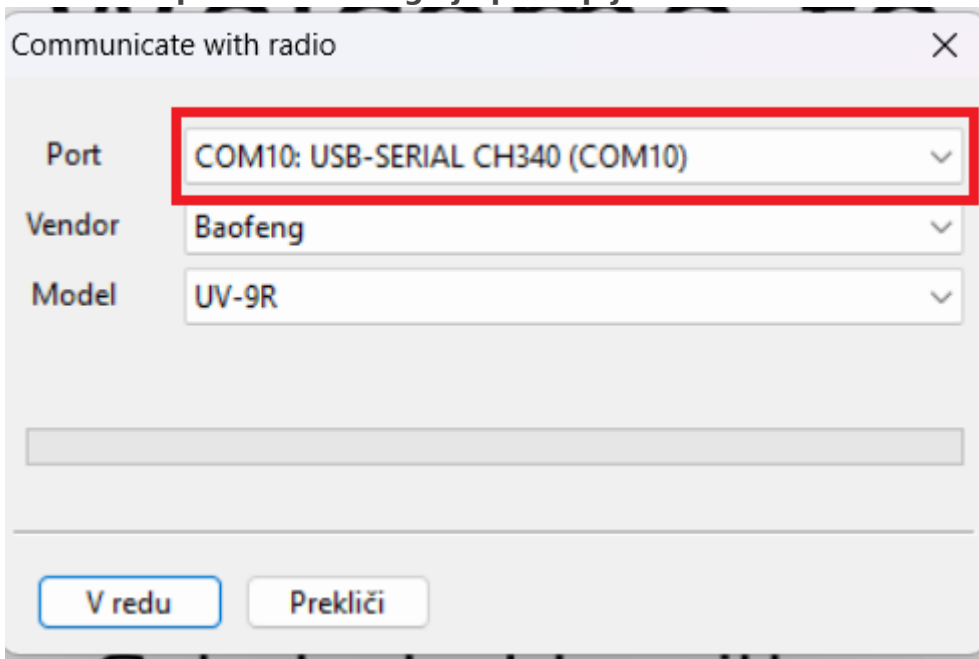 Communicate with radio
Port COM10: USB-SERIAL CH340 (COM10)
Vendor Baofeng
Model UV-9R
V redu Prekliči